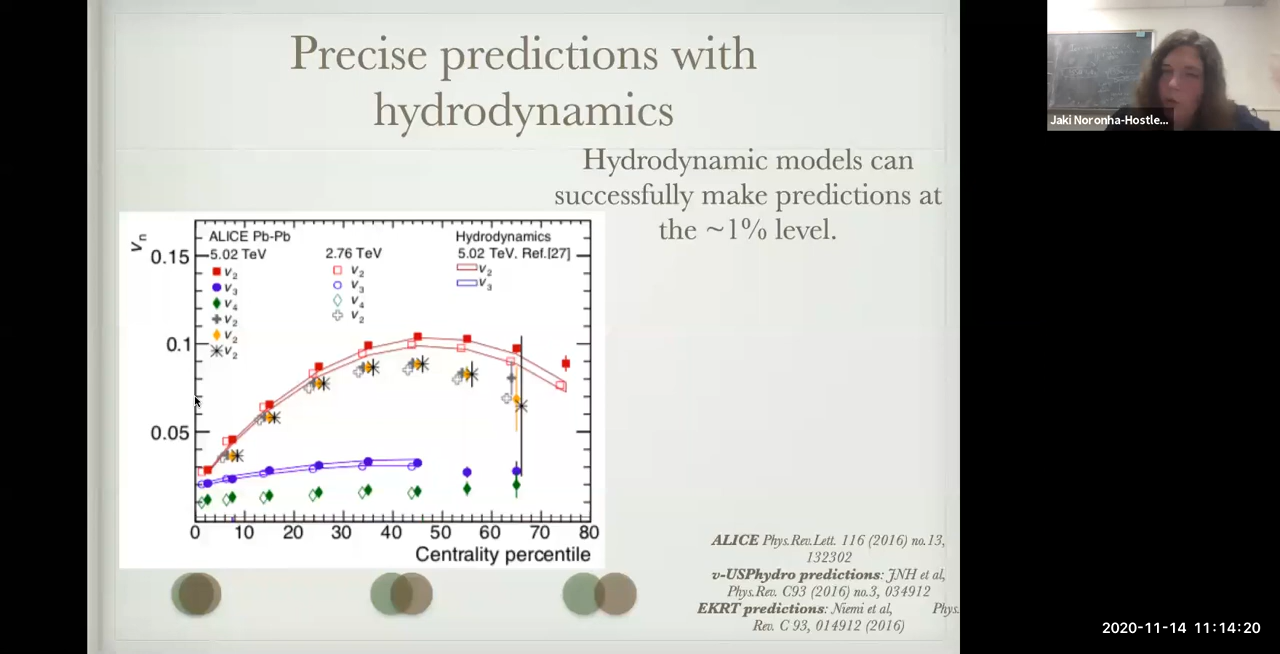 Precise predictions with
hydrodynamics
Hydrodynamic models can
successfully make predictions at
the ~1% level.
Jaki Noronha-Hostle...
vn
0.15
0.1
0.05
ALICE Pb-Pb
5.02 TeV
v2
v3
v4
v2
v2
v2
2.76 TeV
v2
v3
v4
v2
Hydrodynamics
5.02 TeV, Ref.[27]
v2
v3
0 10 20 30 40 50 60 70 80
Centrality percentile
ALICE Phys.Rev.Lett. 116 (2016) no.13,
132302
v-USPhydro predictions: JNH et al,
Phys.Rev. C93 (2016) no.3, 034912
EKRT predictions: Niemi et al, Phys.
Rev. C 93, 014912 (2016)
2020-11-14 11:14:20